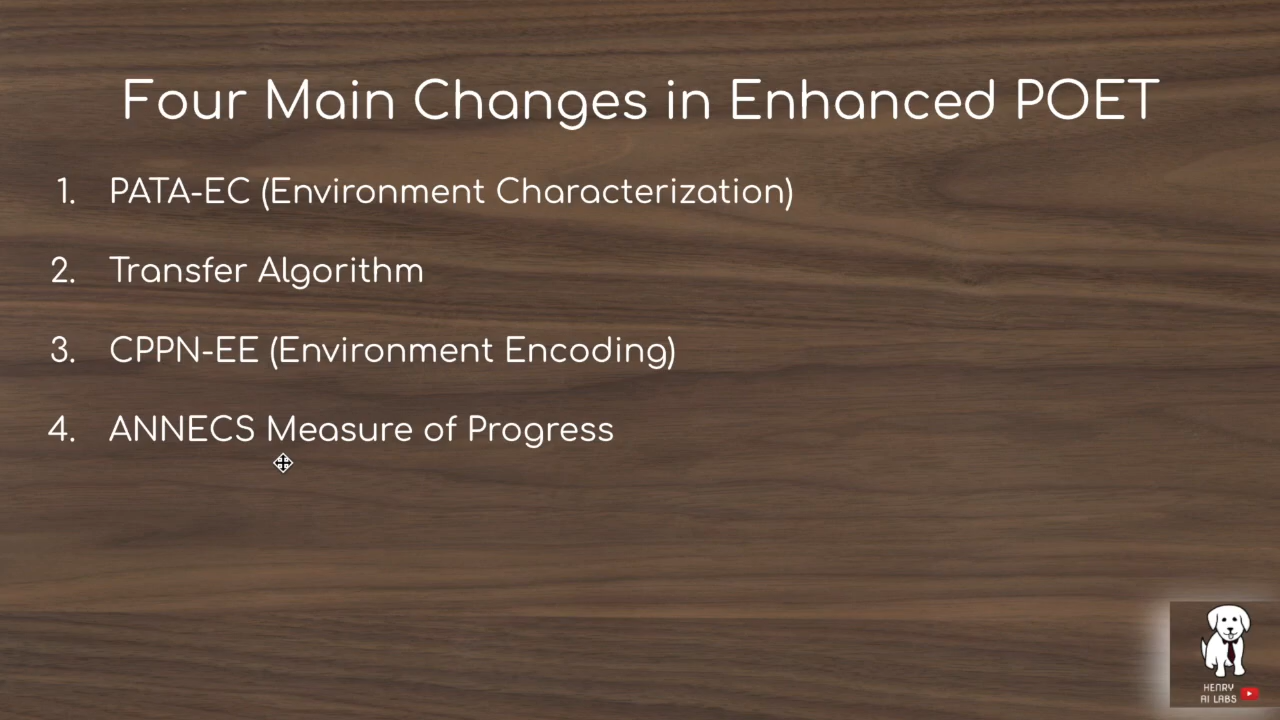 Four Main Changes in Enhanced POET
1. PATA-EC (Environment Characterization)
2. Transfer Algorithm
3. CPPN-EE (Environment Encoding)
4. ANNECS Measure of Progress
HENRY
AI LABS